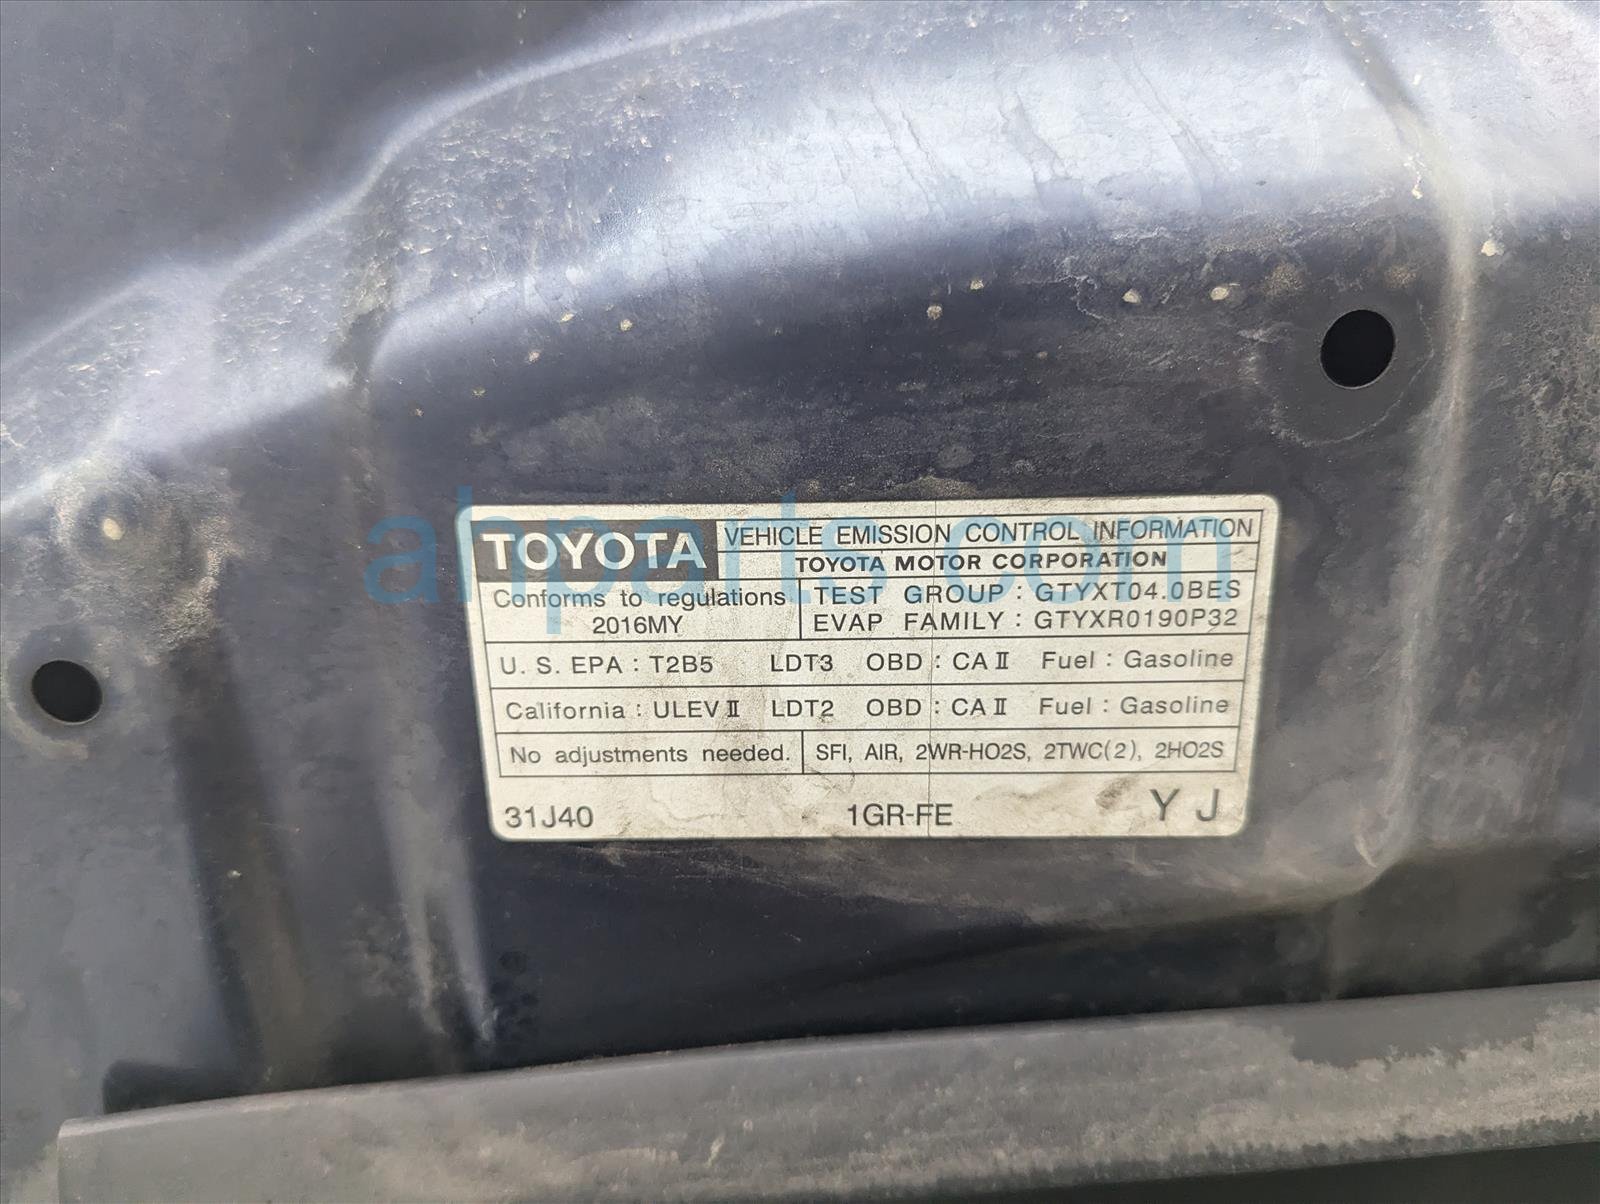 TOYOTA VEHICLE EMISSION CONTROL INFORMATION
TOYOTA MOTOR CORPORATION
Conforms to regulations
2016MY
TEST GROUP : GTYXT04.0BES
EVAP FAMILY : GTYXR0190P32
U. S. EPA : T2B5 LDT3 OBD : CA II Fuel : Gasoline
California : ULEV II LDT2 OBD : CA II Fuel : Gasoline
No adjustments needed. SFI, AIR, 2WR-HO2S, 2TWC(2), 2HO2S
31J40 1GR-FE Y J
ahparts.com